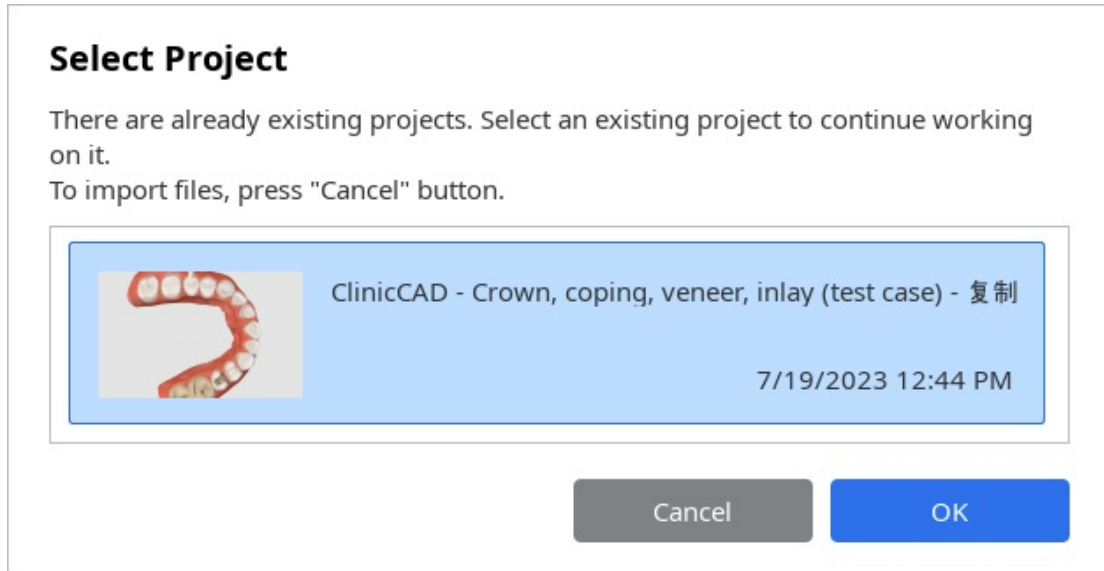 Select Project
There are already existing projects. Select an existing project to continue working
on it.
To import files, press "Cancel" button.
ClinicCAD - Crown, coping, veneer, inlay (test case) - 复制
7/19/2023 12:44 PM
Cancel
OK